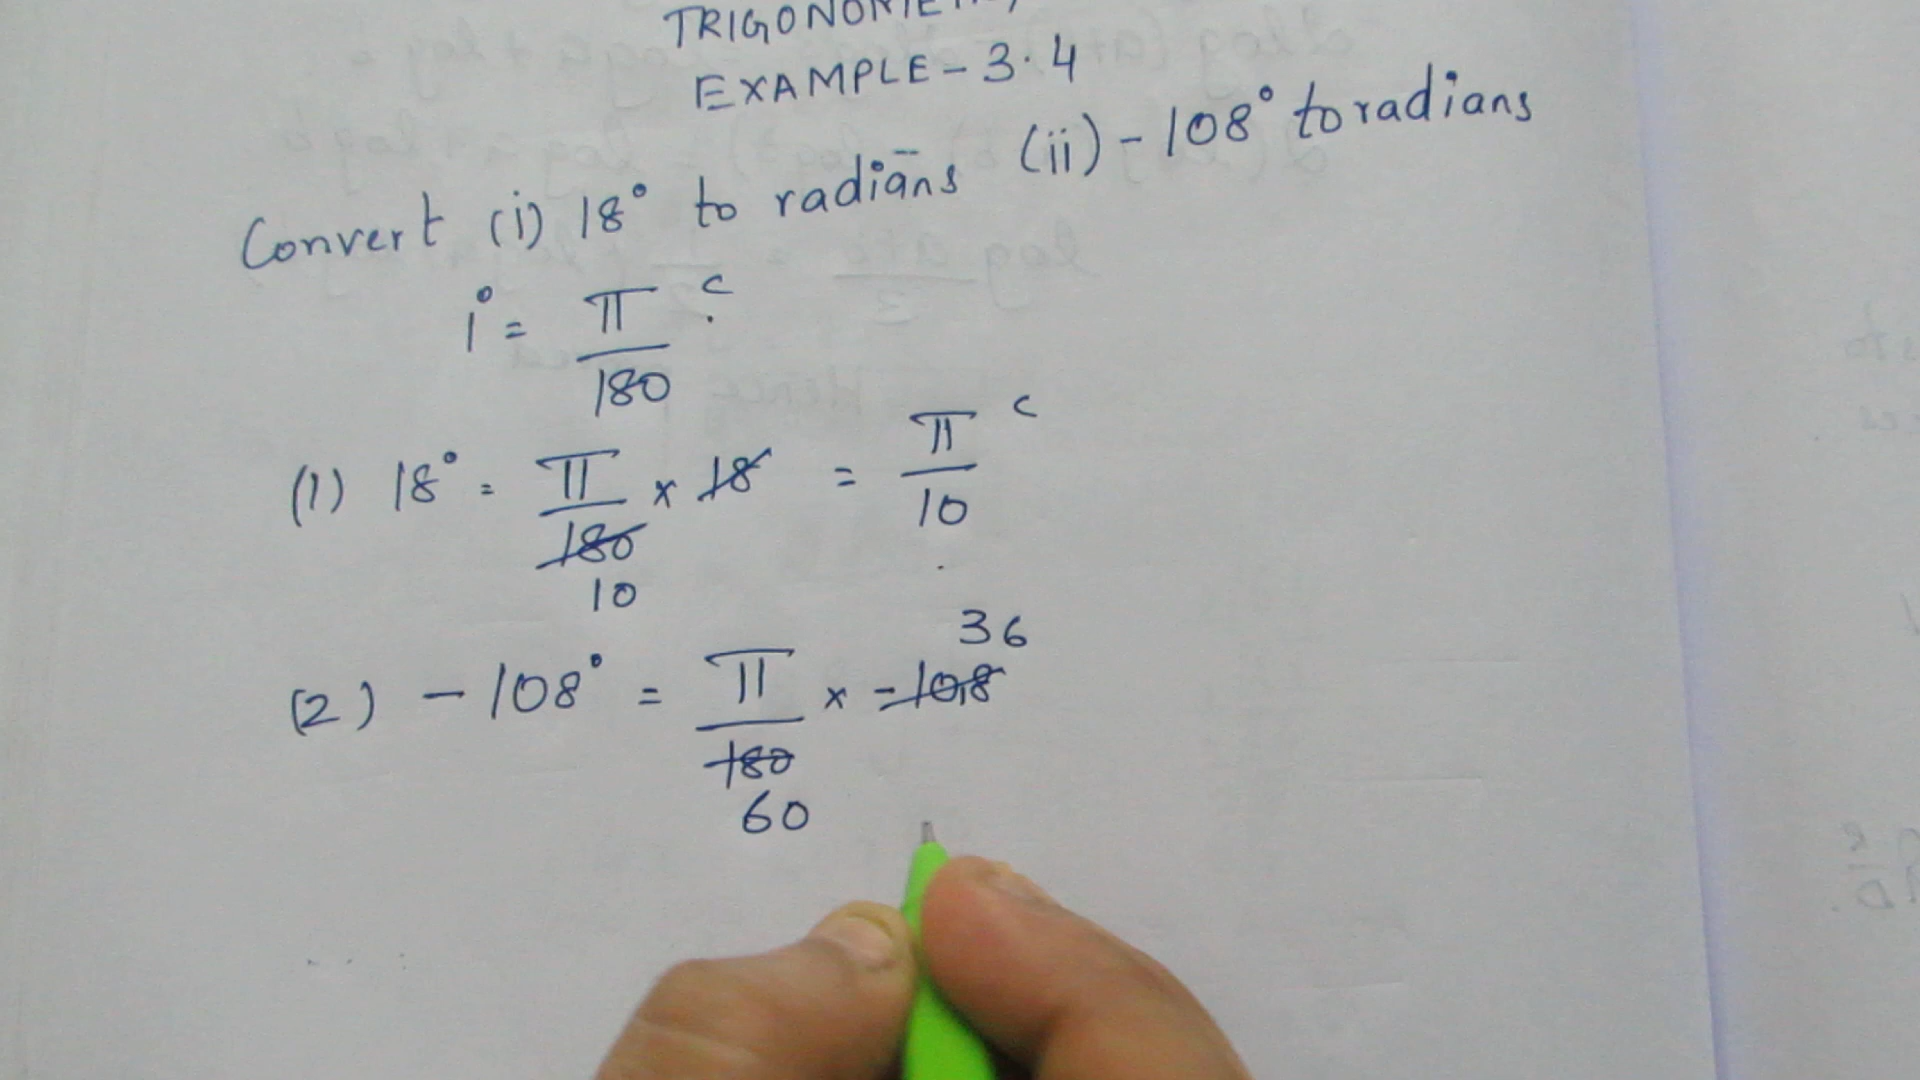 EXAMPLE - 3.4
Convert (i) 18° to radians (ii) - 108° to radians
1° = π/180 c
(1) 18° = π/180 × 18 = π/10 c
10
36
(2) - 108° = π/180 × -108
60